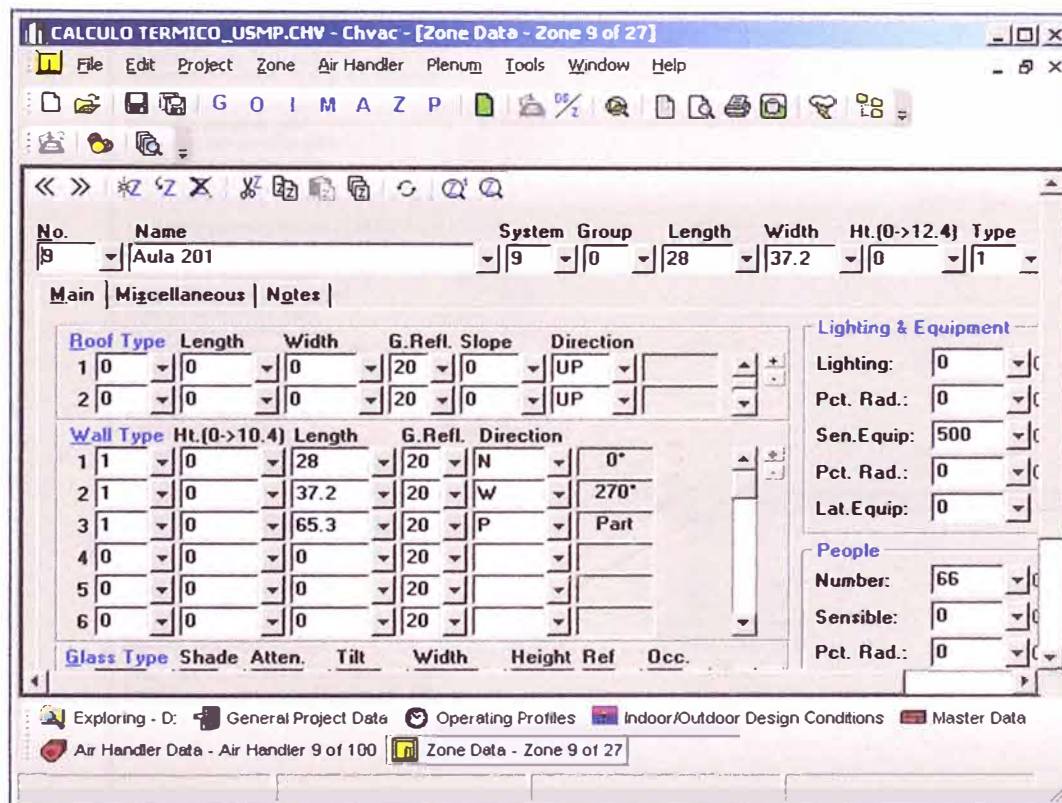 CALCULO TERMICO_USMP.CHV - Chvac - [Zone Data - Zone 9 of 27]
File Edit Project Zone Air Handler Plenum Tools Window Help
G O I M A Z P
No. Name System Group Length Width Ht.(0->12.4) Type
9 Aula 201 9 0 28 37.2 0 1
Main Miscellaneous Notes
Roof Type Length Width G.Refl. Slope Direction
1 0 0 0 20 0 UP
2 0 0 0 20 0 UP
Wall Type Ht.(0->10.4) Length G.Refl. Direction
1 1 0 28 20 N 0°
2 1 0 37.2 20 W 270°
3 1 0 65.3 20 P Part
4 0 0 0 20
5 0 0 0 20
6 0 0 0 20
Glass Type Shade Atten. Tilt Width Height Ref Occ.
Lighting & Equipment
Lighting: 0
Pct. Rad.: 0
Sen.Equip: 500
Pct. Rad.: 0
Lat.Equip: 0
People
Number: 66
Sensible: 0
Pct. Rad.: 0
Exploring - D: General Project Data Operating Profiles Indoor/Outdoor Design Conditions Master Data
Air Handler Data - Air Handler 9 of 100 Zone Data - Zone 9 of 27